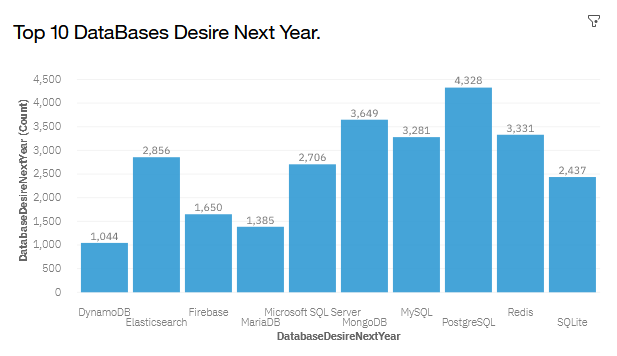 Top 10 DataBases Desire Next Year.
DatabaseDesireNextYear (Count)
4,500
4,000
3,500
3,000
2,500
2,000
1,500
1,000
500
0
1,044
2,856
1,650
1,385
2,706
3,649
3,281
4,328
3,331
2,437
DynamoDB
Elasticsearch
Firebase
MariaDB
Microsoft SQL Server
MongoDB
MySQL
PostgreSQL
Redis
SQLite
DatabaseDesireNextYear